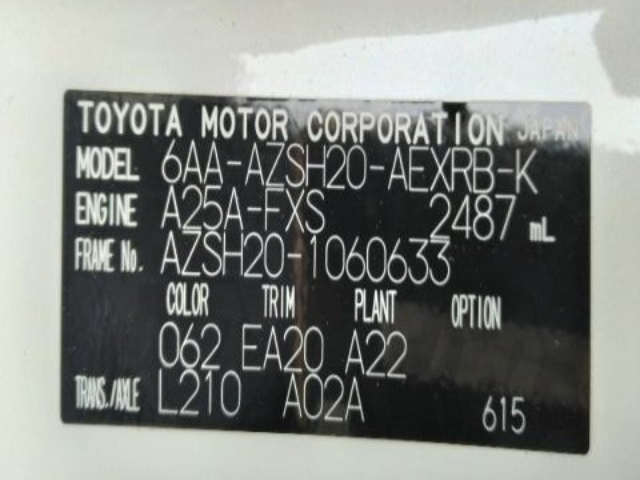 TOYOTA MOTOR CORPORATION JAPAN
MODEL 6AA-AZSH20-AEXRB-K
ENGINE A25A-FXS 2487 mL
FRAME No. AZSH20-1060633
COLOR TRIM PLANT OPTION
062 EA20 A22
TRANS./AXLE L210 A02A 615